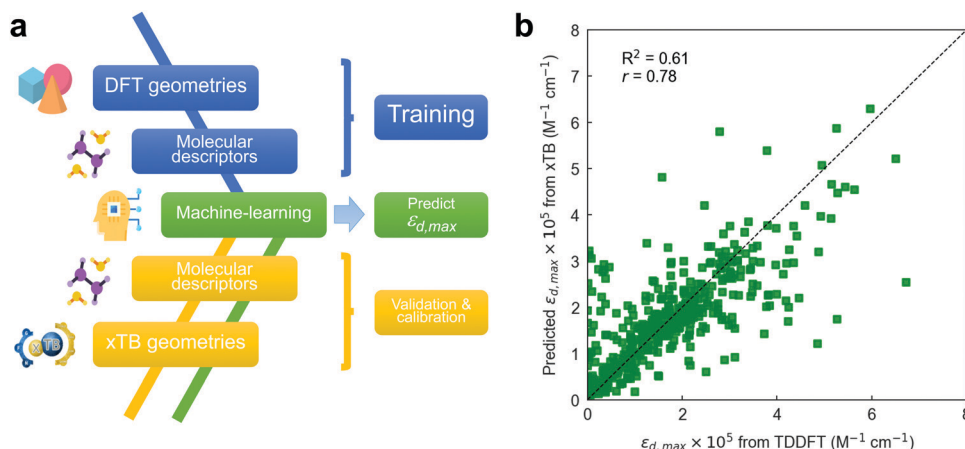 a
DFT geometries
Molecular
descriptors
Training
Machine-learning
Predict
ε_d,max
Molecular
descriptors
xTB geometries
xTB
Validation &
calibration
b
R² = 0.61
r = 0.78
8
7
6
5
4
3
2
1
0
0
2
4
6
8
Predicted ε_d,max × 10⁵ from xTB (M⁻¹ cm⁻¹)
ε_d,max × 10⁵ from TDDFT (M⁻¹ cm⁻¹)